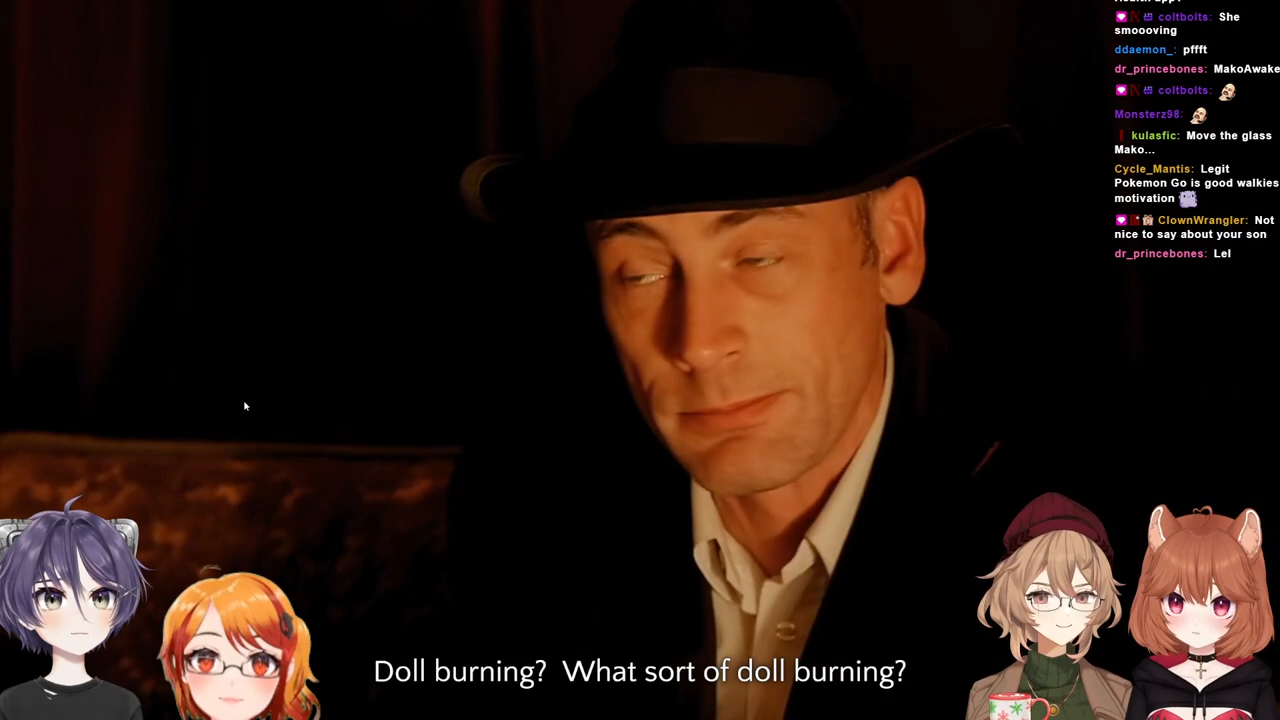 coltbolts: She
smoooving
ddaemon_: pffft
dr_princebones: MakoAwake
coltbolts:
Monsterz98:
kulasfic: Move the glass
Mako...
Cycle_Mantis: Legit
Pokemon Go is good walkies
motivation
ClownWrangler: Not
nice to say about your son
dr_princebones: Lel
Doll burning?  What sort of doll burning?